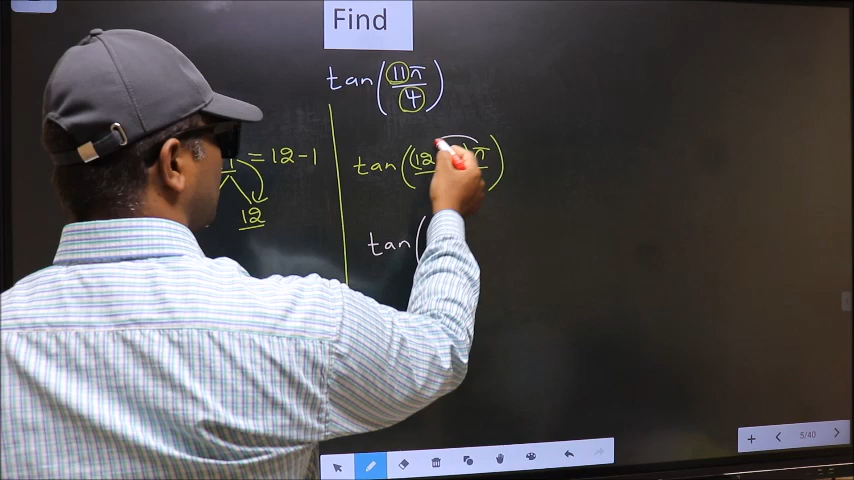 Find
tan(11π/4)
= 12 - 1
12
tan((12 π
tan(
5/40